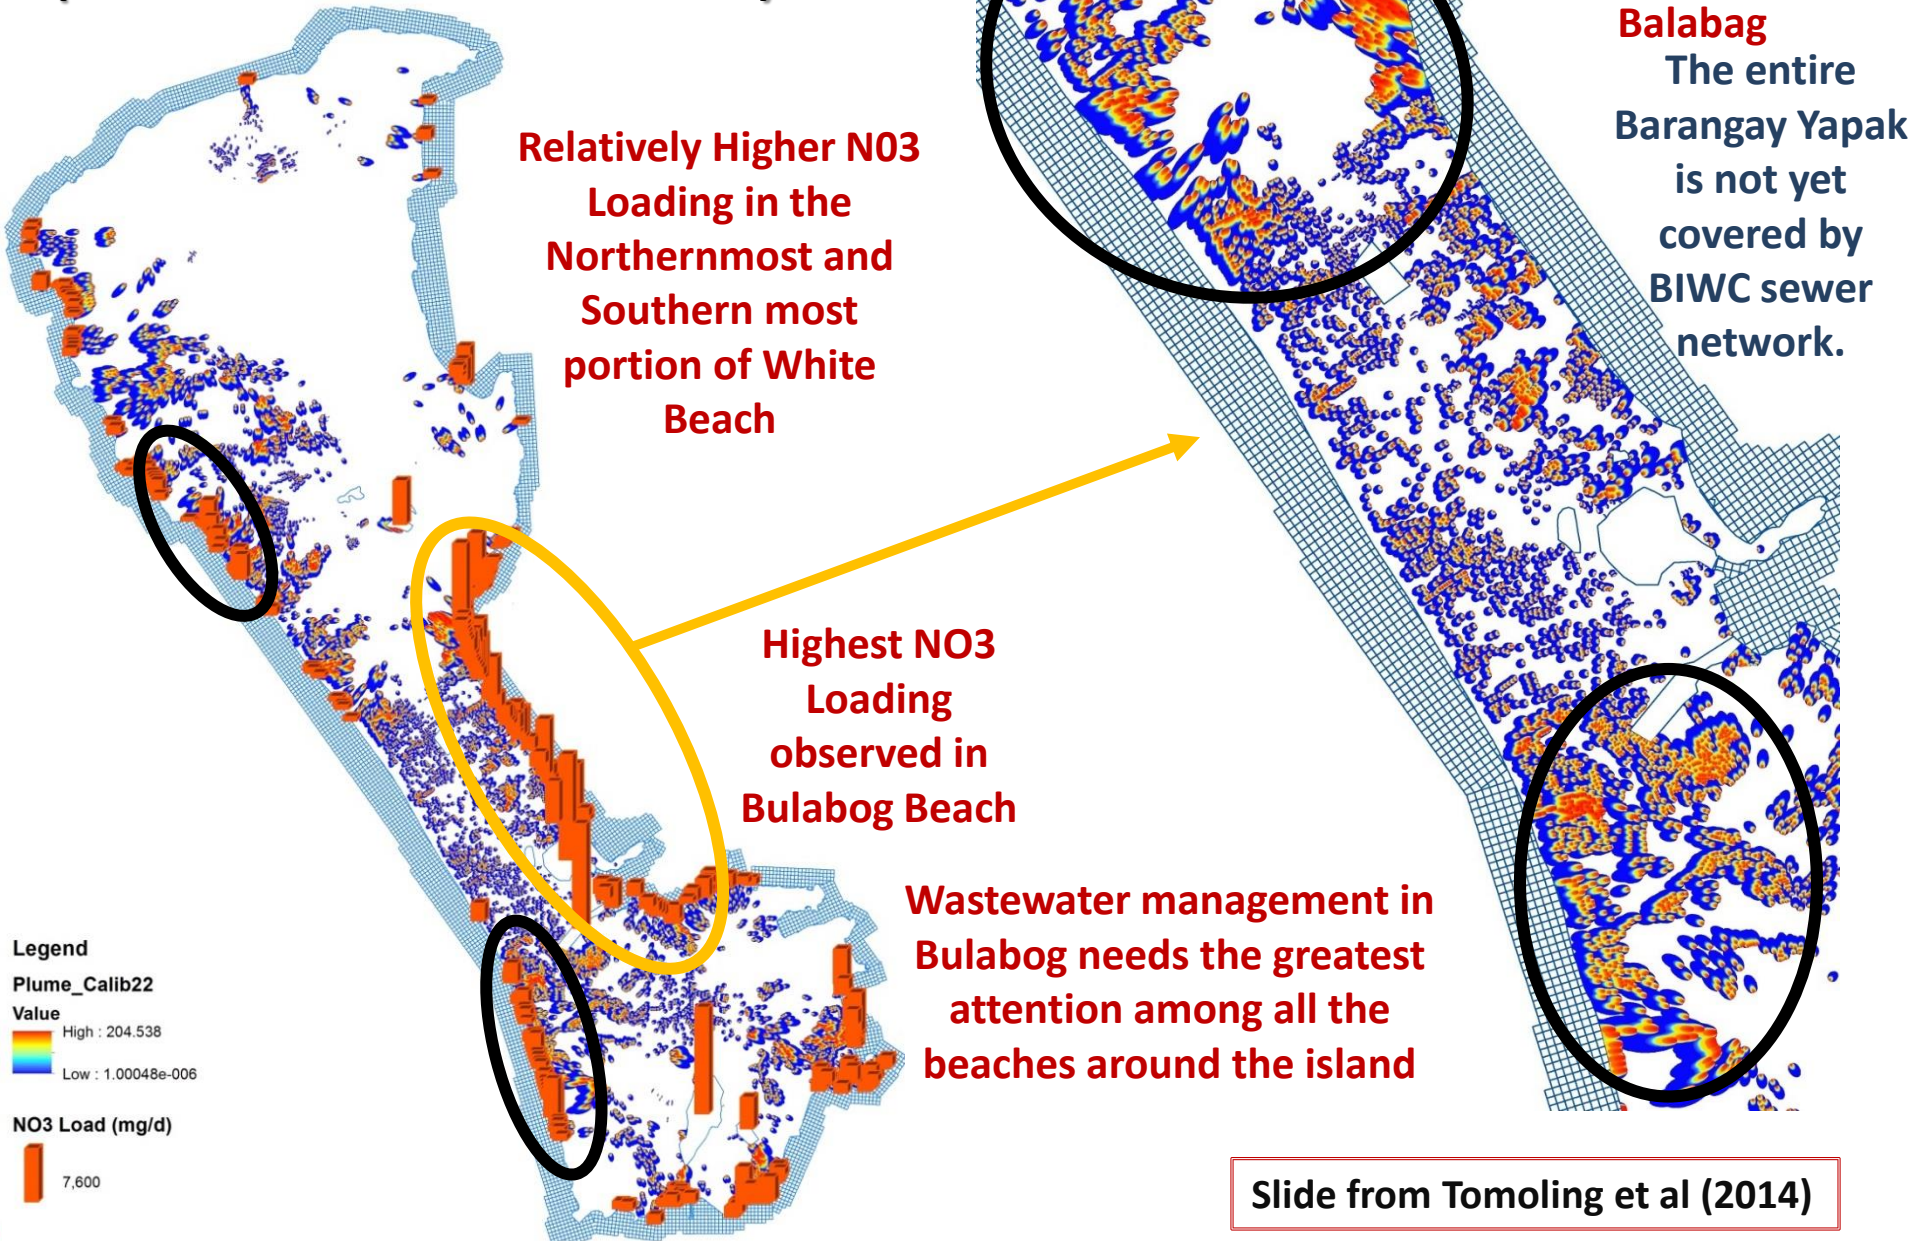 Relatively Higher N03
Loading in the
Northernmost and
Southern most
portion of White
Beach
Balabag
The entire
Barangay Yapak
is not yet
covered by
BIWC sewer
network.
Highest NO3
Loading
observed in
Bulabog Beach
Wastewater management in
Bulabog needs the greatest
attention among all the
beaches around the island
Legend
Plume_Calib22
Value
High : 204.538
Low : 1.00048e-006
NO3 Load (mg/d)
7,600
Slide from Tomoling et al (2014)